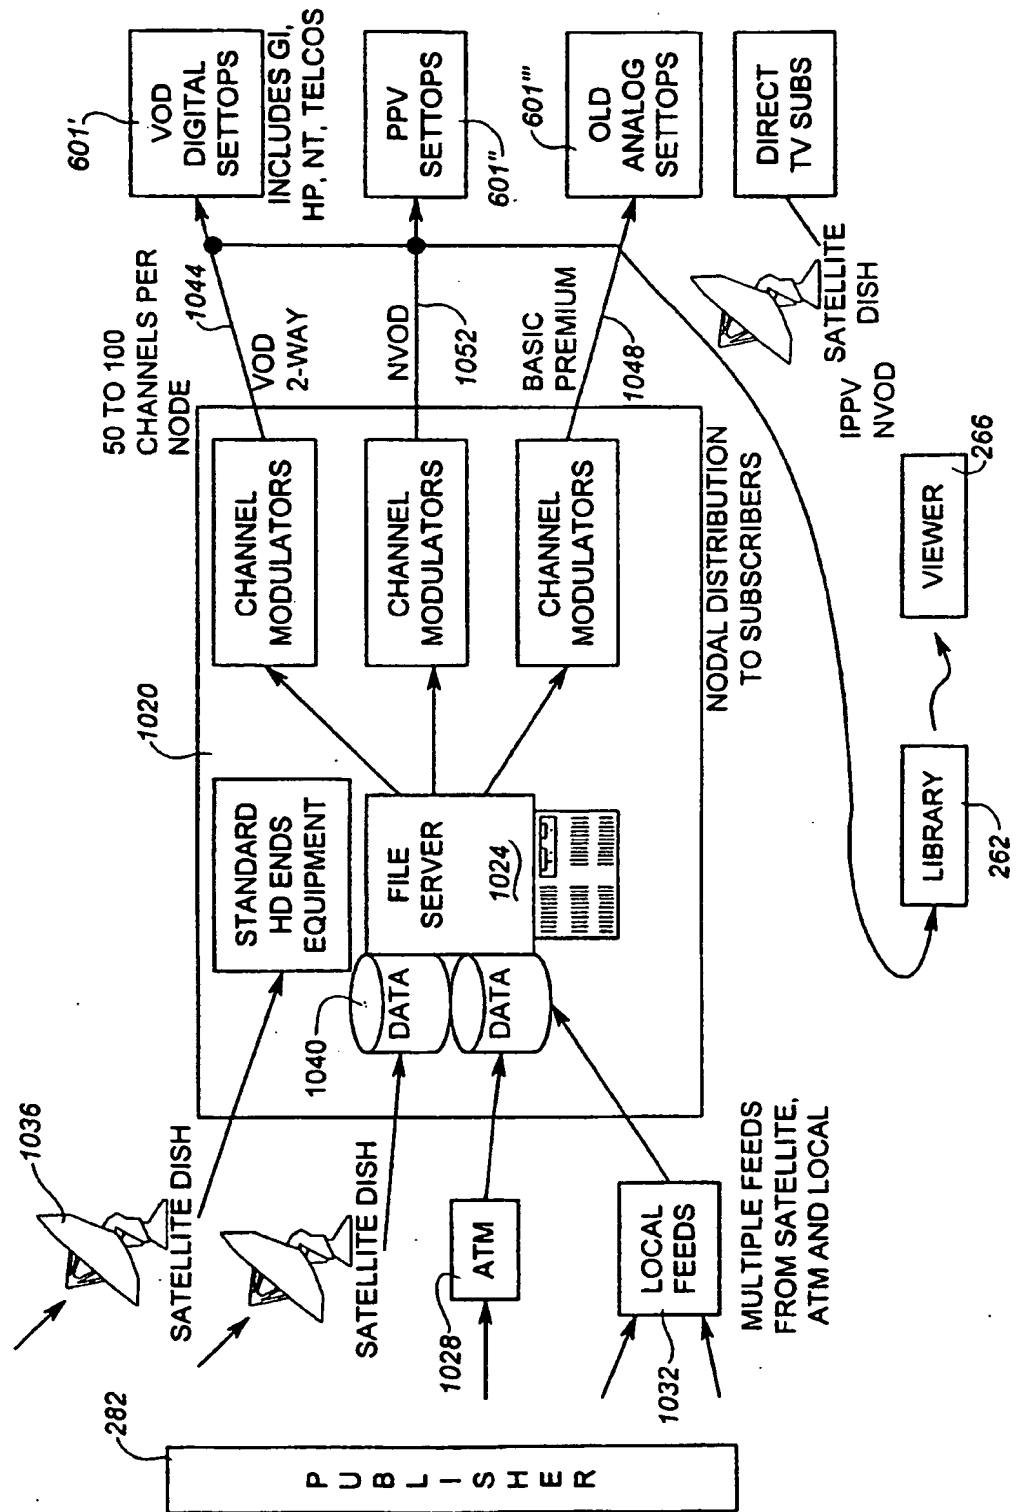 282
PUBLISHER
1036
SATELLITE DISH
SATELLITE DISH
1028
ATM
1032
LOCAL
FEEDS
MULTIPLE FEEDS
FROM SATELLITE,
ATM AND LOCAL
1020
STANDARD
HD ENDS
EQUIPMENT
1040
DATA
DATA
FILE
SERVER
1024
CHANNEL
MODULATORS
CHANNEL
MODULATORS
CHANNEL
MODULATORS
NODAL DISTRIBUTION
TO SUBSCRIBERS
50 TO 100
CHANNELS PER
NODE
1044
VOD
2-WAY
NVOD
1052
BASIC
PREMIUM
1048
601'
VOD
DIGITAL
SETTOPS
INCLUDES GI,
HP, NT, TELCOS
PPV
SETTOPS
601"
601'''
OLD
ANALOG
SETTOPS
DIRECT
TV SUBS
SATELLITE
DISH
IPPV
NVOD
LIBRARY
262
VIEWER
266